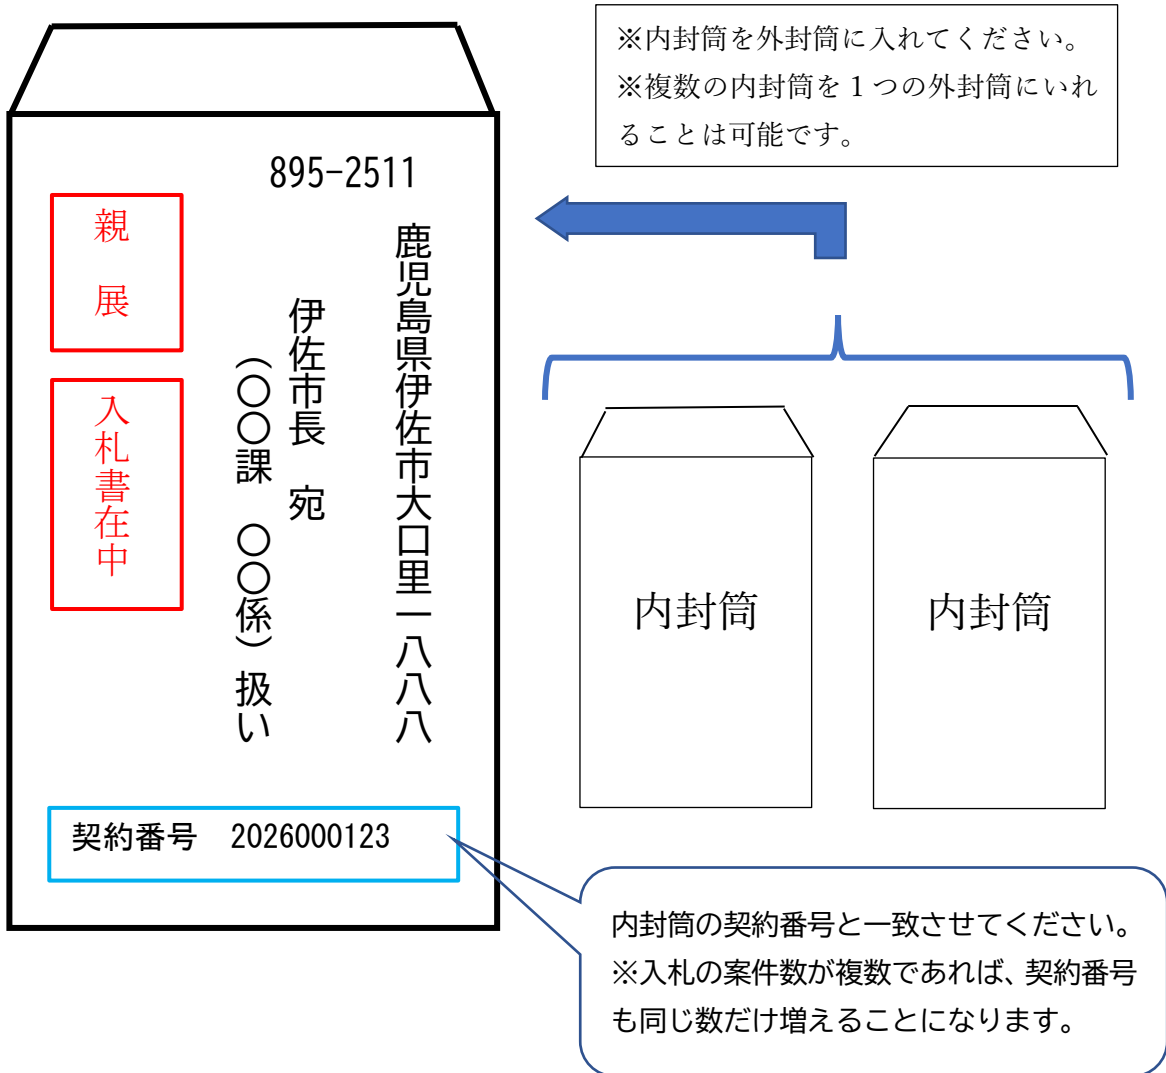 ※内封筒を外封筒に入れてください。
※複数の内封筒を１つの外封筒にいれ
ることは可能です。
895-2511
鹿児島県伊佐市大口里一八八八
伊佐市長　宛
（〇〇課　〇〇係）扱い
親　展
入札書在中
内封筒
内封筒
契約番号　2026000123
内封筒の契約番号と一致させてください。
※入札の案件数が複数であれば、契約番号
も同じ数だけ増えることになります。